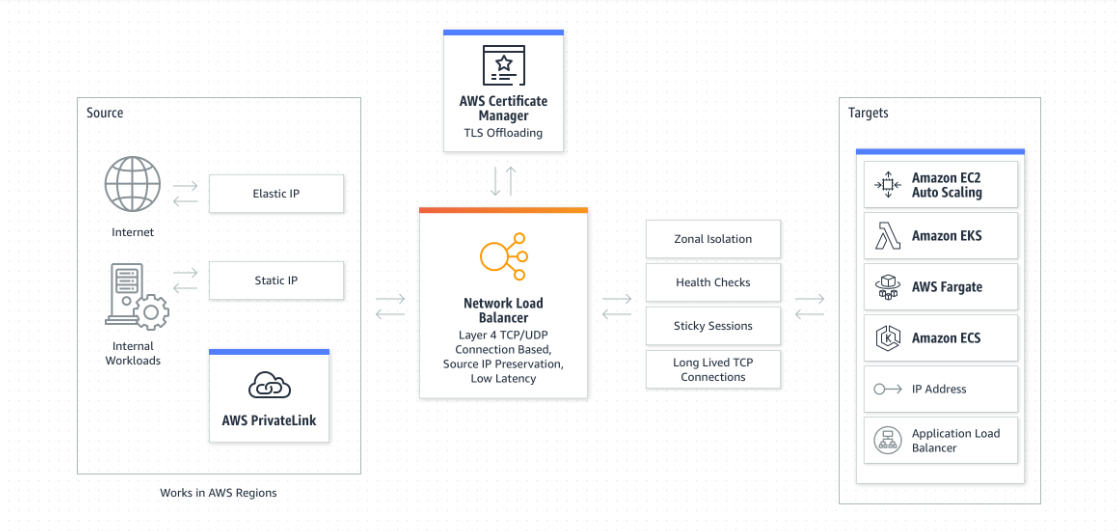 AWS Certificate
Manager
TLS Offloading
Source
Internet
Elastic IP
Internal
Workloads
Static IP
AWS PrivateLink
Works in AWS Regions
Network Load
Balancer
Layer 4 TCP/UDP
Connection Based,
Source IP Preservation,
Low Latency
Zonal Isolation
Health Checks
Sticky Sessions
Long Lived TCP
Connections
Targets
Amazon EC2
Auto Scaling
Amazon EKS
AWS Fargate
Amazon ECS
IP Address
Application Load
Balancer